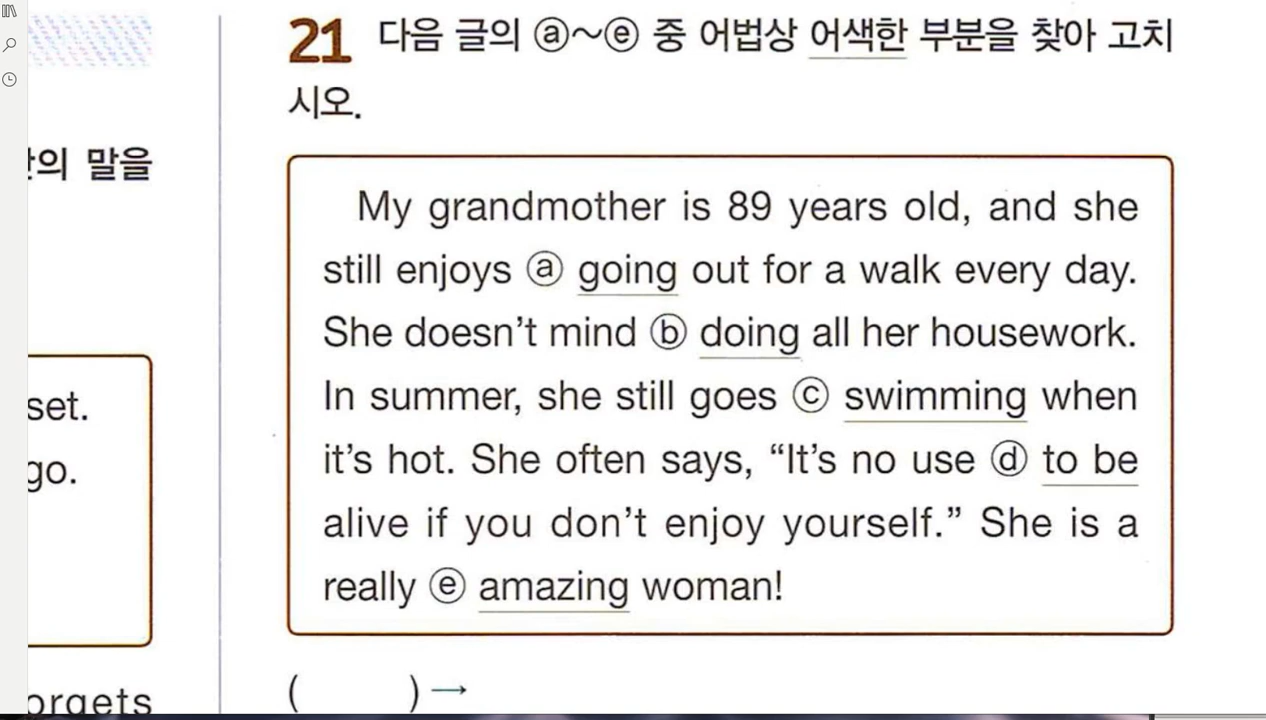 21 다음 글의 ⓐ~ⓔ 중 어법상 어색한 부분을 찾아 고치
시오.
의 말을
My grandmother is 89 years old, and she
still enjoys ⓐ going out for a walk every day.
She doesn't mind ⓑ doing all her housework.
In summer, she still goes ⓒ swimming when
set.
it's hot. She often says, “It's no use ⓓ to be
go.
alive if you don't enjoy yourself.” She is a
really ⓔ amazing woman!
( ) →
orgets